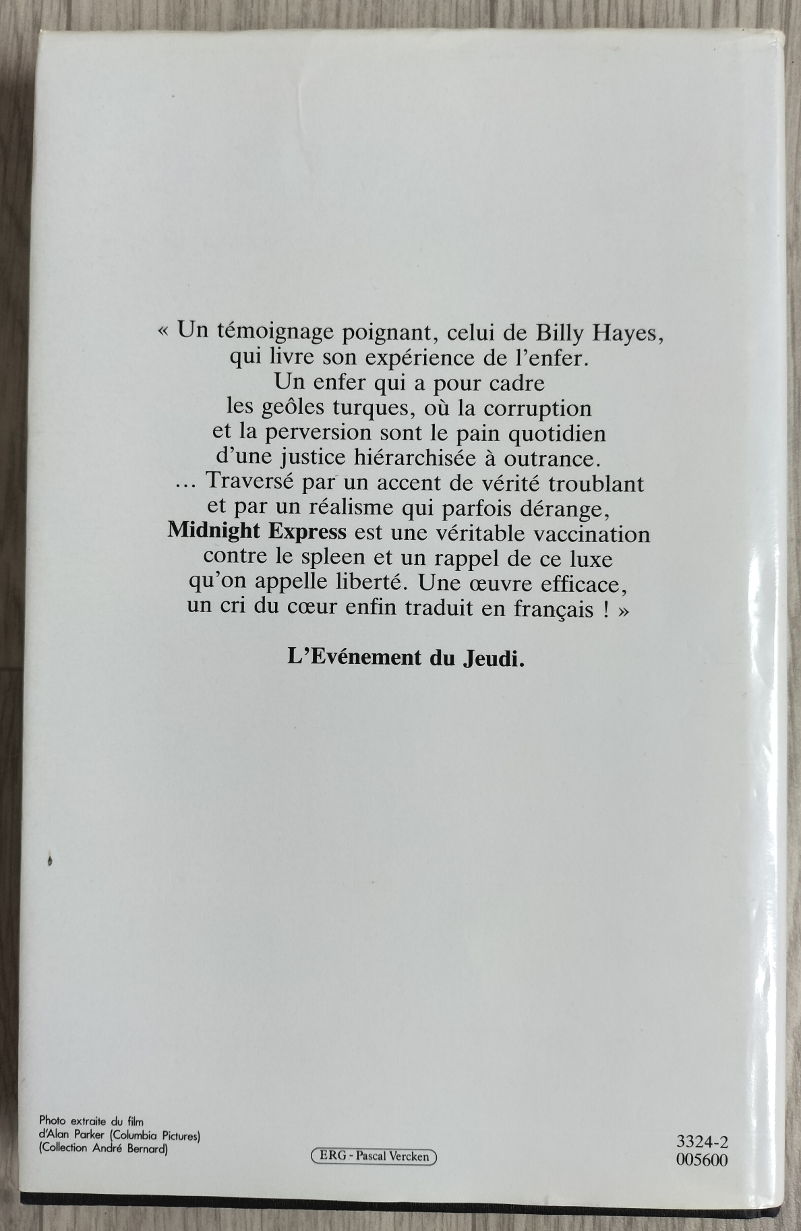 « Un témoignage poignant, celui de Billy Hayes,
qui livre son expérience de l'enfer.
Un enfer qui a pour cadre
les geôles turques, où la corruption
et la perversion sont le pain quotidien
d'une justice hiérarchisée à outrance.
... Traversé par un accent de vérité troublant
et par un réalisme qui parfois dérange,
Midnight Express est une véritable vaccination
contre le spleen et un rappel de ce luxe
qu'on appelle liberté. Une œuvre efficace,
un cri du cœur enfin traduit en français ! »
L'Evénement du Jeudi.
Photo extraite du film
d'Alan Parker (Columbia Pictures)
(Collection André Bernard)
ERG - Pascal Vercken
3324-2
005600